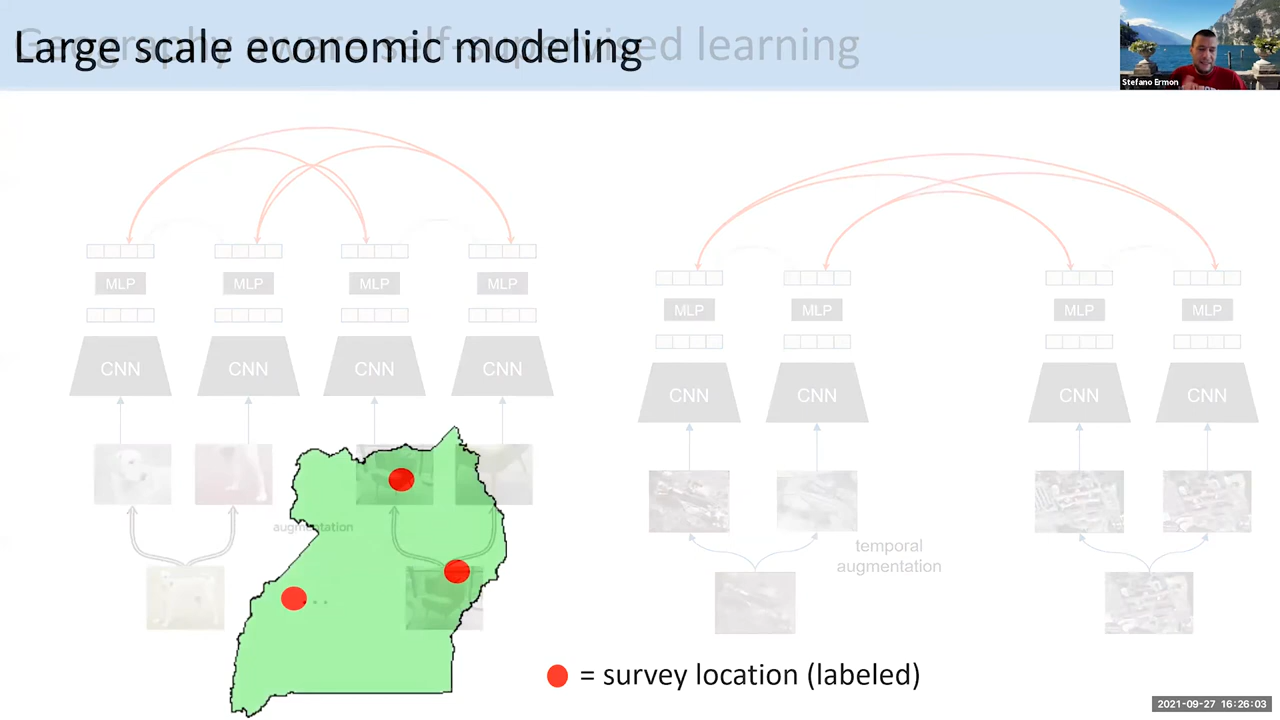 Large scale economic modeling
Geography aware self-supervised learning
Stefano Ermon
MLP MLP MLP MLP
MLP MLP MLP MLP
CNN CNN CNN CNN
CNN CNN CNN CNN
augmentation
temporal
augmentation
. . .
= survey location (labeled)
2021-09-27 16:26:03